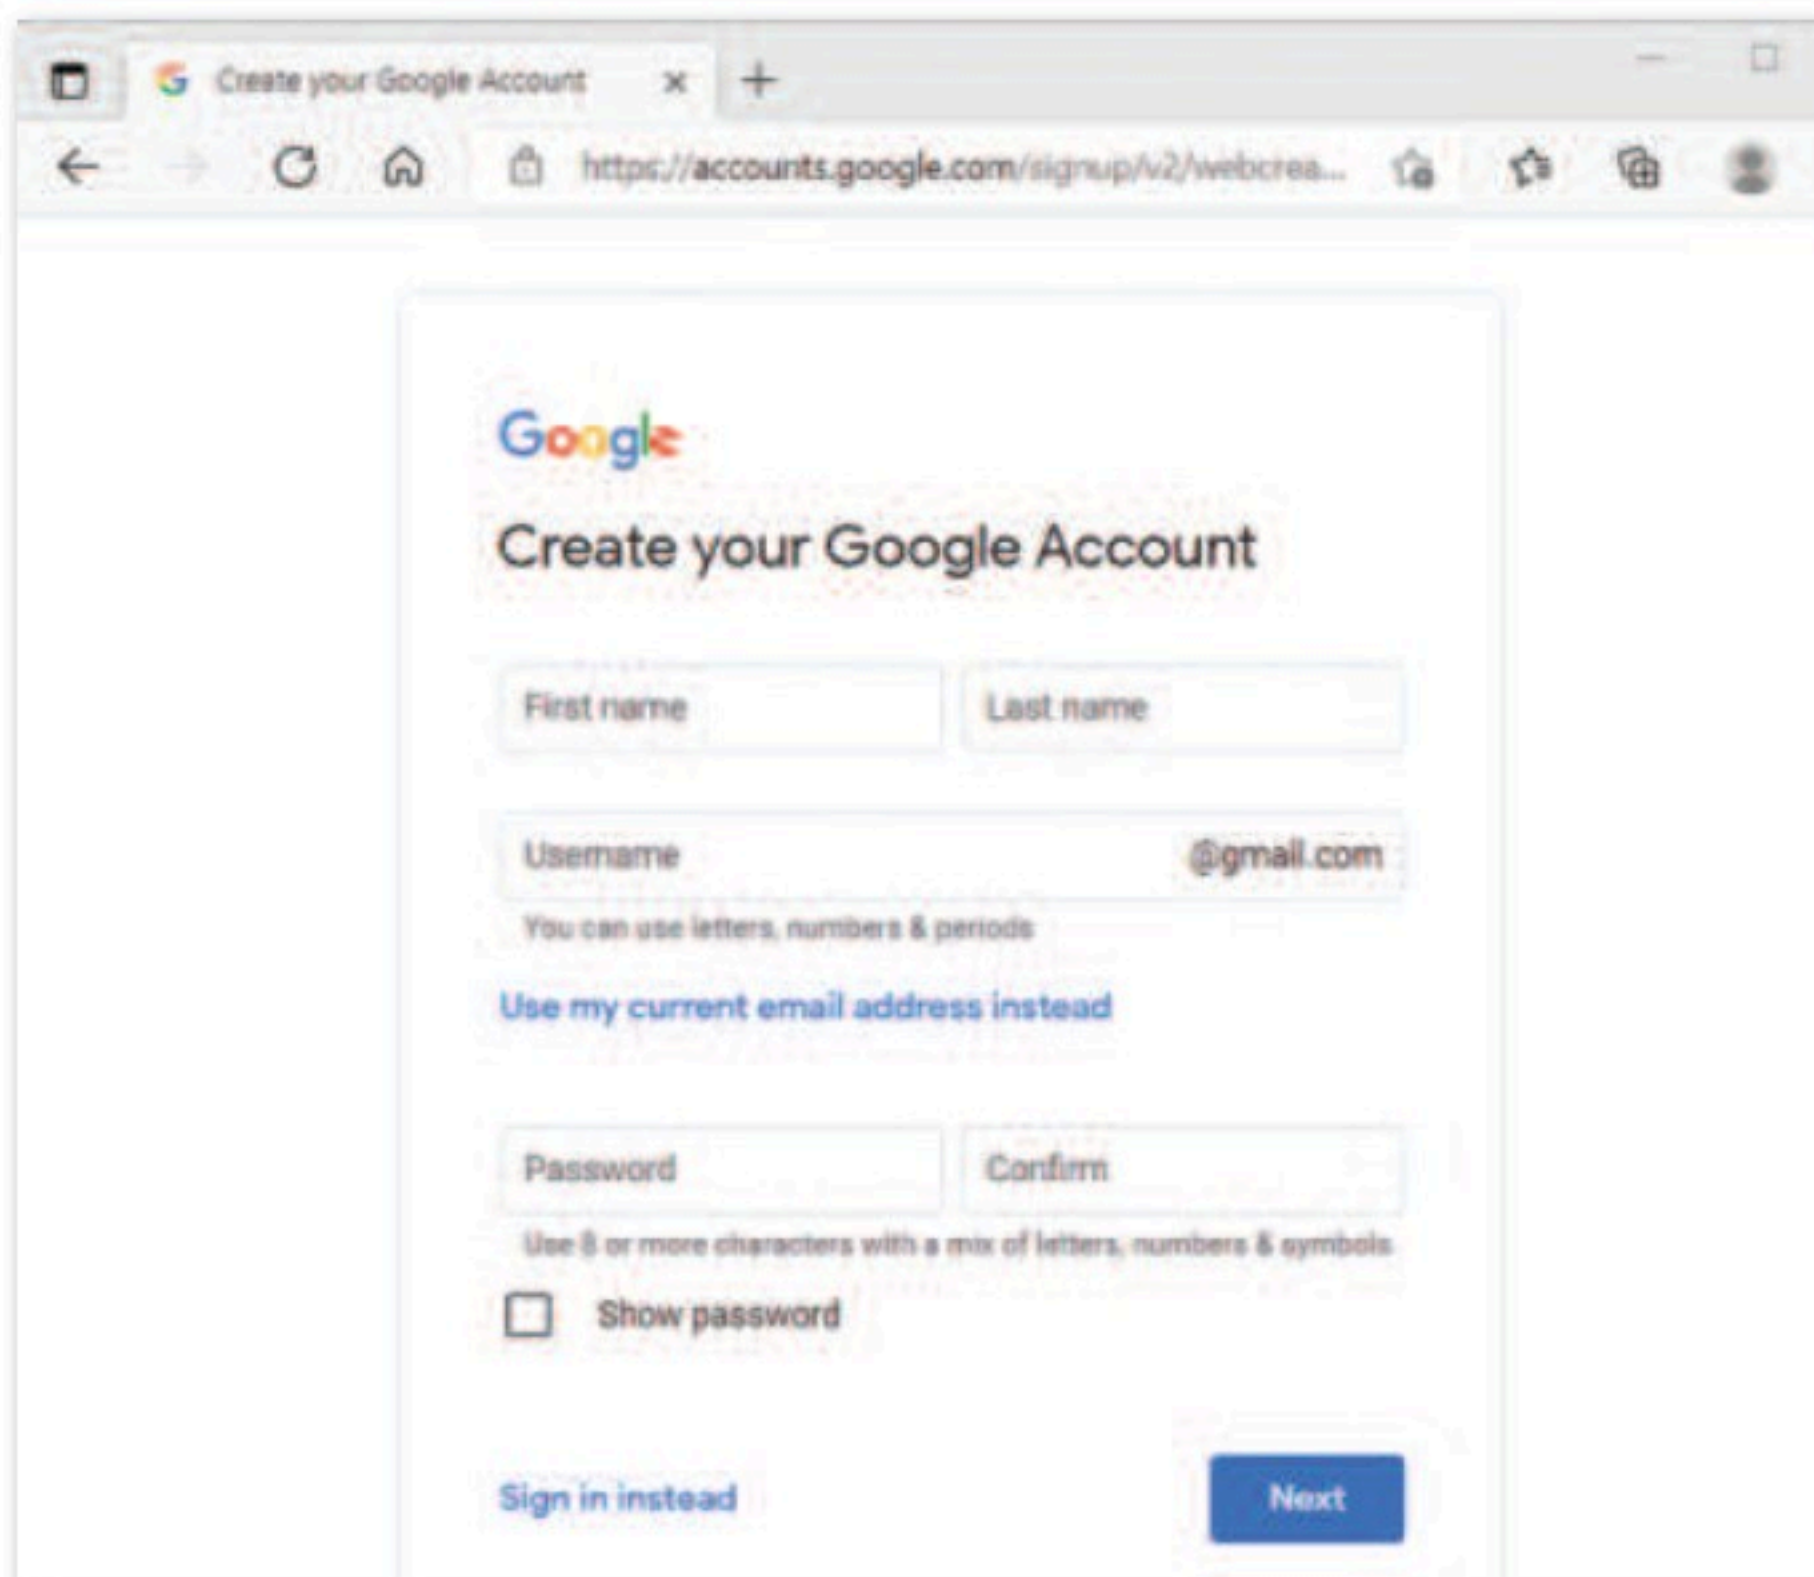 Create your Google Account
https://accounts.google.com/signup/v2/webcrea...
Google
Create your Google Account
First name Last name
Username @gmail.com
You can use letters, numbers & periods
Use my current email address instead
Password Confirm
Use 8 or more characters with a mix of letters, numbers & symbols
Show password
Sign in instead Next